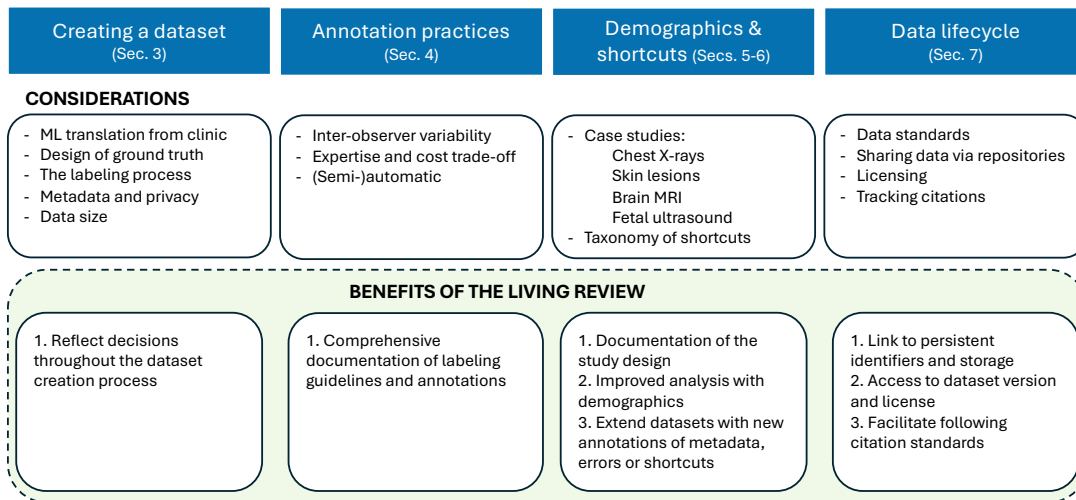 Creating a dataset
(Sec. 3)
Annotation practices
(Sec. 4)
Demographics &
shortcuts (Secs. 5-6)
Data lifecycle
(Sec. 7)
CONSIDERATIONS
- ML translation from clinic
- Design of ground truth
- The labeling process
- Metadata and privacy
- Data size
- Inter-observer variability
- Expertise and cost trade-off
- (Semi-)automatic
- Case studies:
Chest X-rays
Skin lesions
Brain MRI
Fetal ultrasound
- Taxonomy of shortcuts
- Data standards
- Sharing data via repositories
- Licensing
- Tracking citations
BENEFITS OF THE LIVING REVIEW
1. Reflect decisions
throughout the dataset
creation process
1. Comprehensive
documentation of labeling
guidelines and annotations
1. Documentation of the
study design
2. Improved analysis with
demographics
3. Extend datasets with new
annotations of metadata,
errors or shortcuts
1. Link to persistent
identifiers and storage
2. Access to dataset version
and license
3. Facilitate following
citation standards